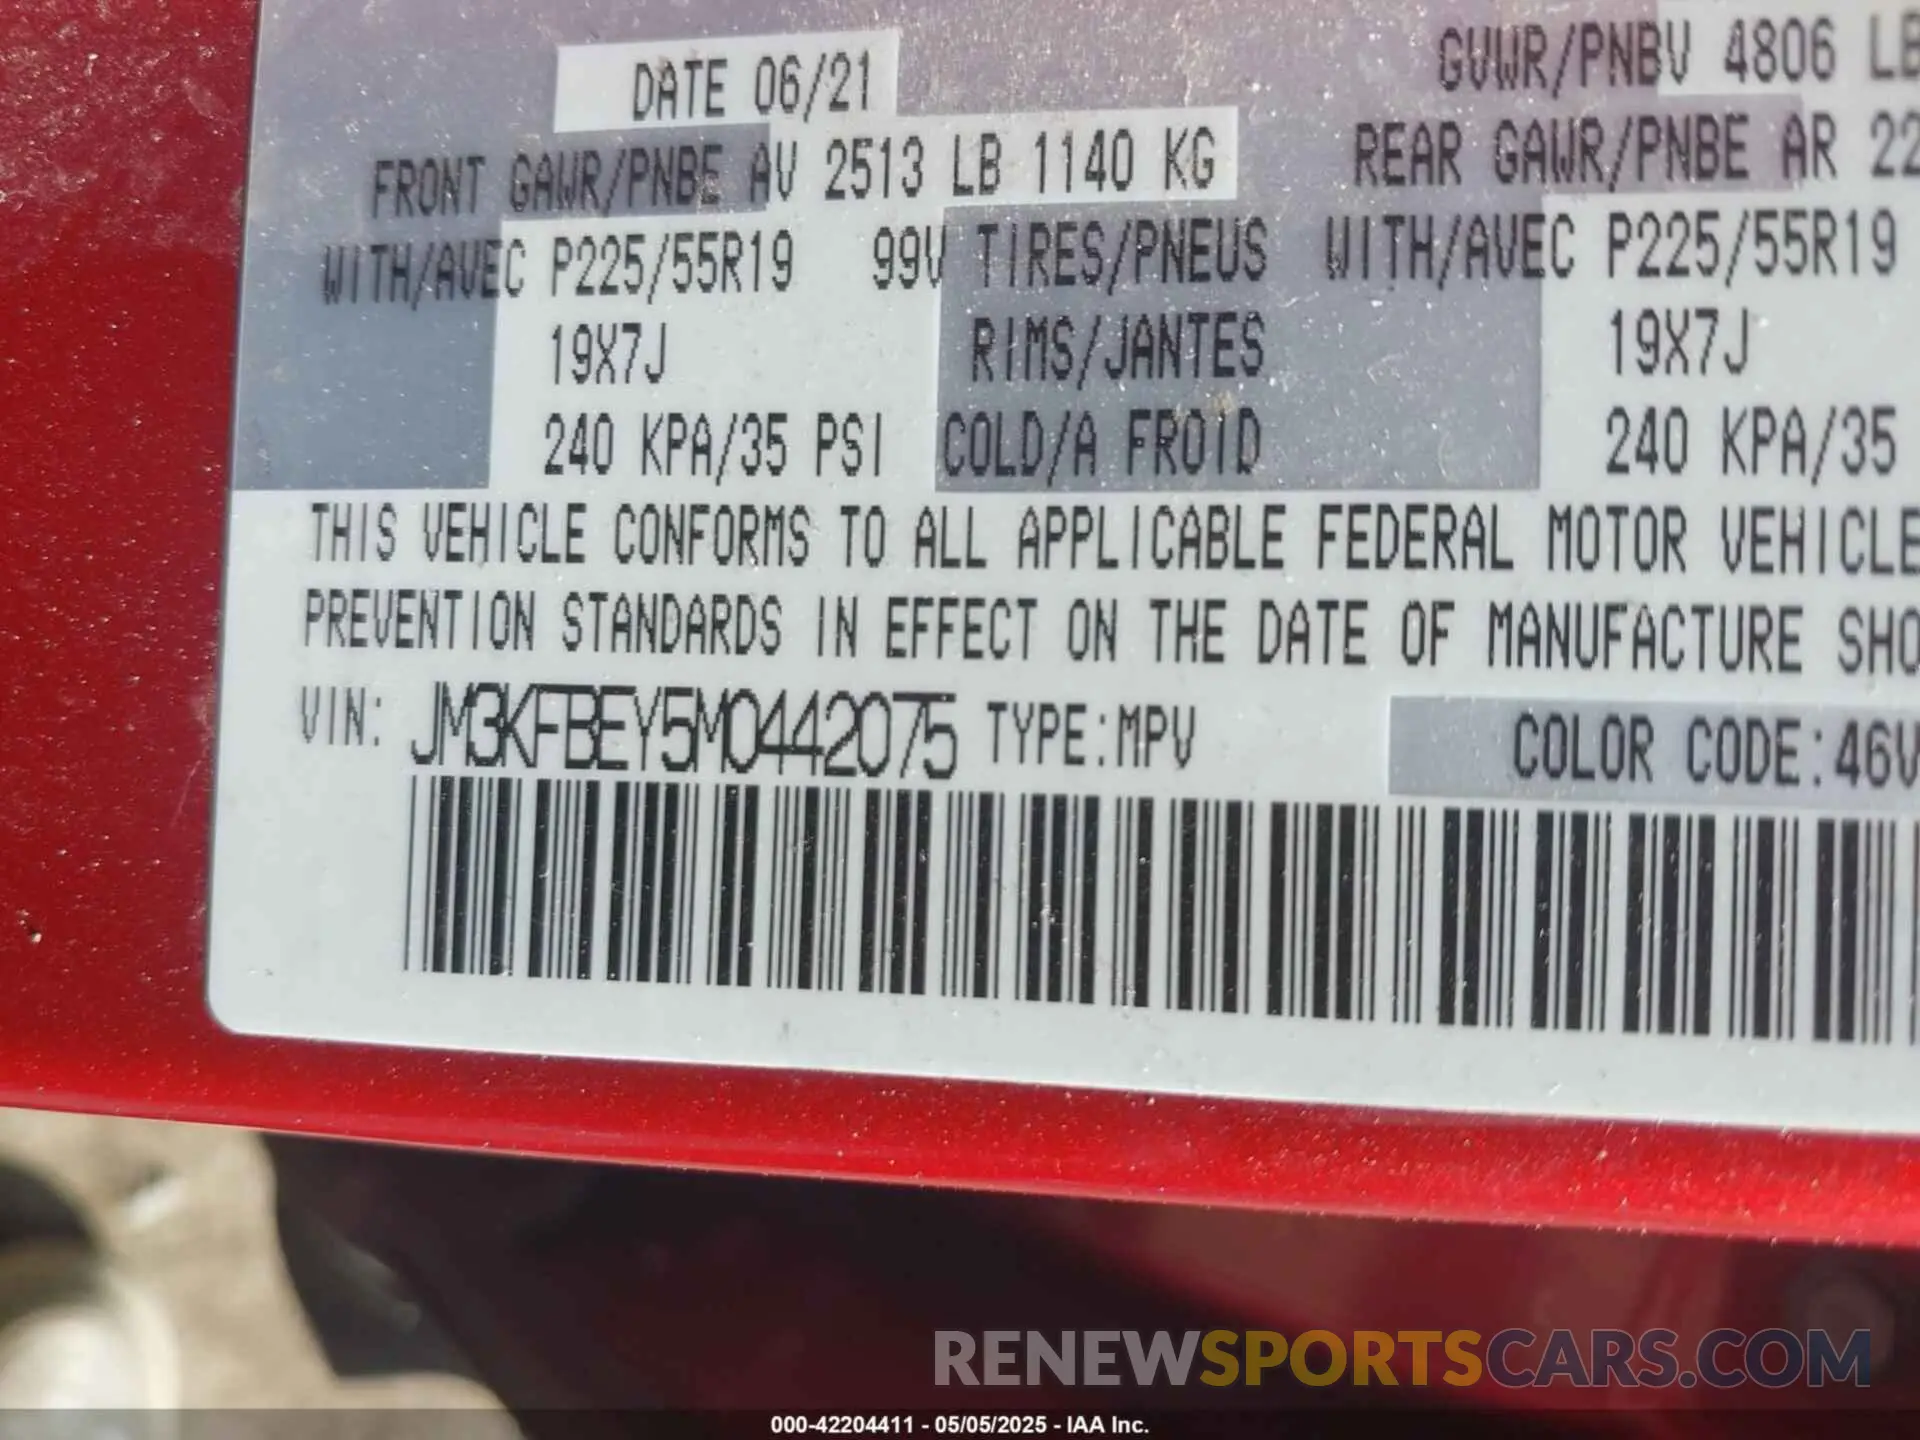 DATE 06/21 GVWR/PNBV 4806 LB
FRONT GAWR/PNBE AV 2513 LB 1140 KG REAR GAWR/PNBE AR 22
WITH/AVEC P225/55R19 99V TIRES/PNEUS WITH/AVEC P225/55R19
19X7J RIMS/JANTES 19X7J
240 KPA/35 PSI COLD/A FROID 240 KPA/35
THIS VEHICLE CONFORMS TO ALL APPLICABLE FEDERAL MOTOR VEHICLE
PREVENTION STANDARDS IN EFFECT ON THE DATE OF MANUFACTURE SHO
VIN: JM3KFBEY5M0442075 TYPE:MPV COLOR CODE:46V
RENEWSPORTSCARS.COM
000-42204411 - 05/05/2025 - IAA Inc.